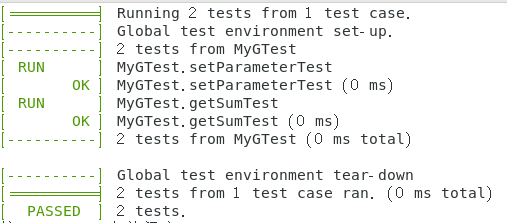 [==========] Running 2 tests from 1 test case.
[----------] Global test environment set-up.
[----------] 2 tests from MyGTest
[ RUN      ] MyGTest.setParameterTest
[       OK ] MyGTest.setParameterTest (0 ms)
[ RUN      ] MyGTest.getSumTest
[       OK ] MyGTest.getSumTest (0 ms)
[----------] 2 tests from MyGTest (0 ms total)

[----------] Global test environment tear-down
[==========] 2 tests from 1 test case ran. (0 ms total)
[  PASSED  ] 2 tests.